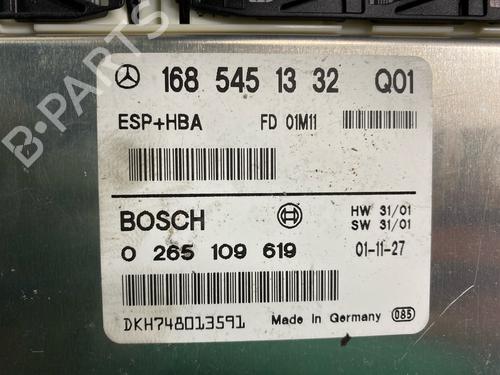 168 545 13 32 Q01
ESP+HBA FD 01M11
BOSCH HW 31/01
SW 31/01
0 265 109 619 01-11-27
DKH748013591 Made in Germany 085
B-PARTS